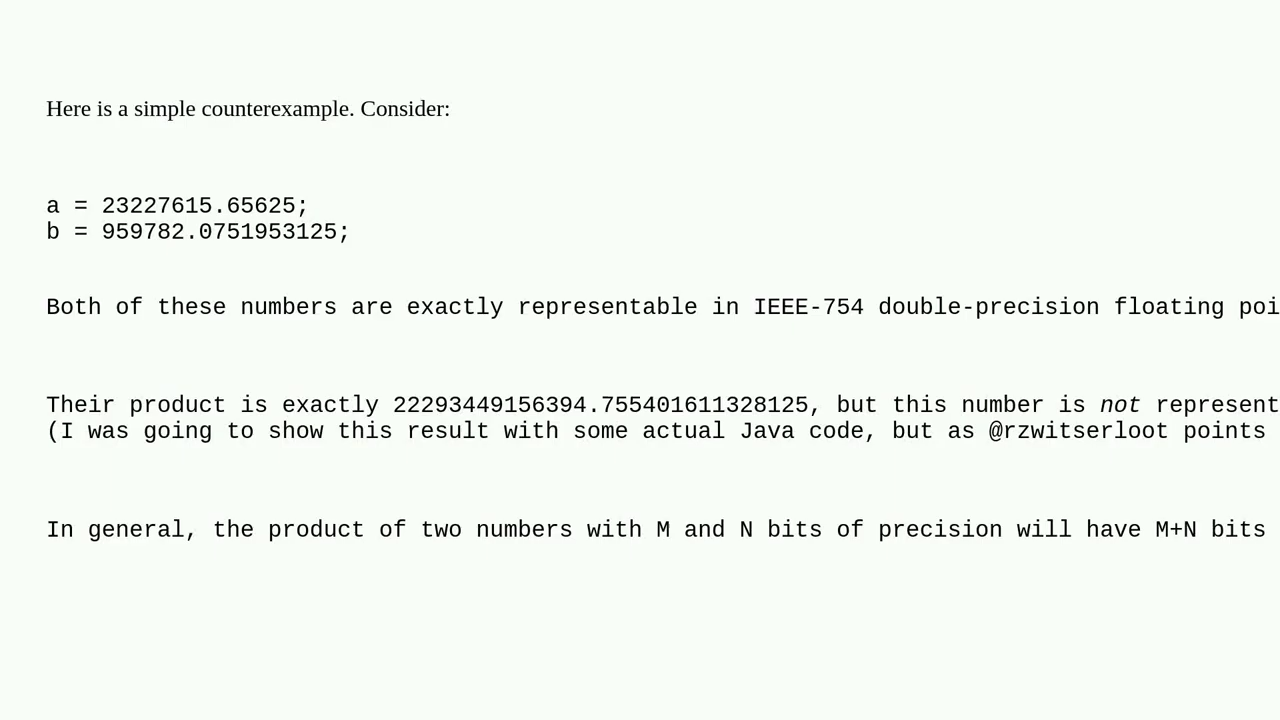 Here is a simple counterexample. Consider:
a = 23227615.65625;
b = 959782.0751953125;
Both of these numbers are exactly representable in IEEE-754 double-precision floating poi
Their product is exactly 22293449156394.755401611328125, but this number is not represent
(I was going to show this result with some actual Java code, but as @rzwitserloot points
In general, the product of two numbers with M and N bits of precision will have M+N bits